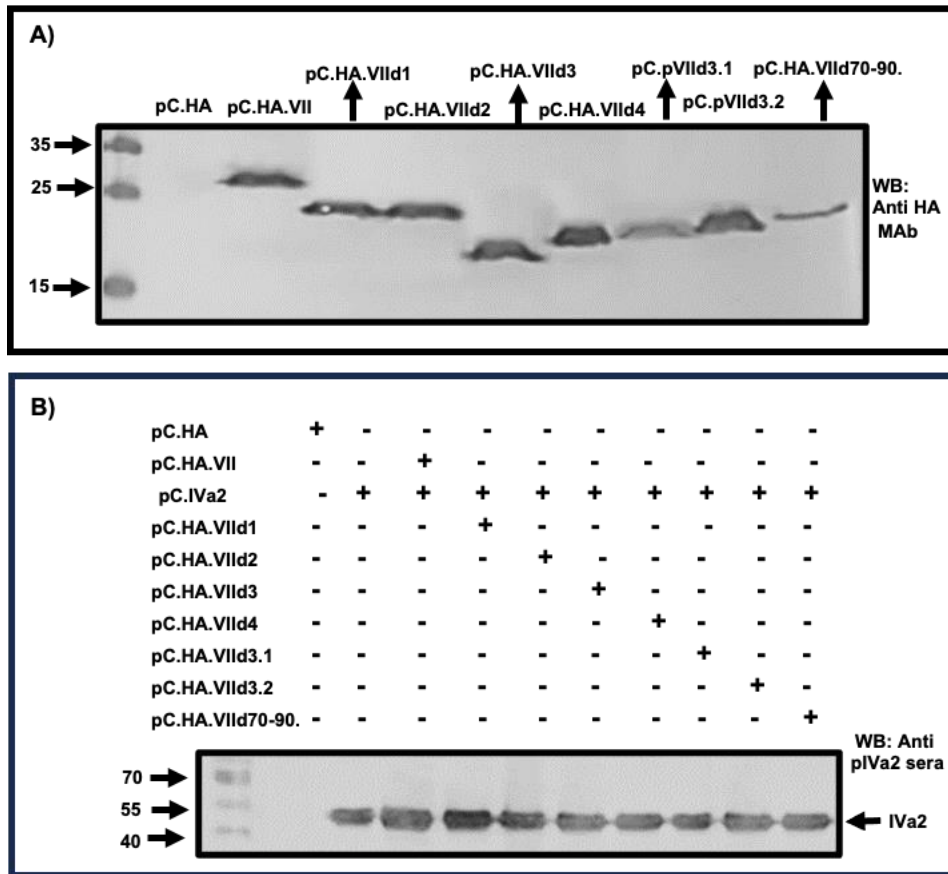 A)
pC.HA.VIId1 pC.HA.VIId3 pC.pVIId3.1 pC.HA.VIId70-90.
pC.HA pC.HA.VII pC.HA.VIId2 pC.HA.VIId4 pC.pVIId3.2
35
25
15
WB:
Anti HA
MAb
B)
pC.HA + - - - - - - - - -
pC.HA.VII - - + - - - - - - -
pC.IVa2 - + + + + + + + + +
pC.HA.VIId1 - - - + - - - - - -
pC.HA.VIId2 - - - - + - - - - -
pC.HA.VIId3 - - - - - + - - - -
pC.HA.VIId4 - - - - - - + - - -
pC.HA.VIId3.1 - - - - - - - + - -
pC.HA.VIId3.2 - - - - - - - - + -
pC.HA.VIId70-90. - - - - - - - - - +
WB: Anti
pIVa2 sera
70
55
40
IVa2